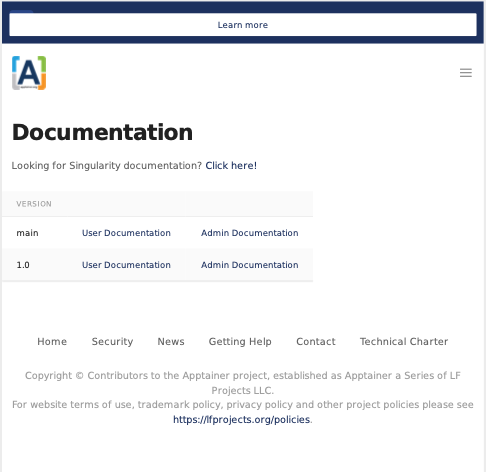 Learn more
A
Documentation
Looking for Singularity documentation? Click here!
VERSION
main User Documentation Admin Documentation
1.0 User Documentation Admin Documentation
Home Security News Getting Help Contact Technical Charter
Copyright © Contributors to the Apptainer project, established as Apptainer a Series of LF
Projects LLC.
For website terms of use, trademark policy, privacy policy and other project policies please see
https://lfprojects.org/policies.